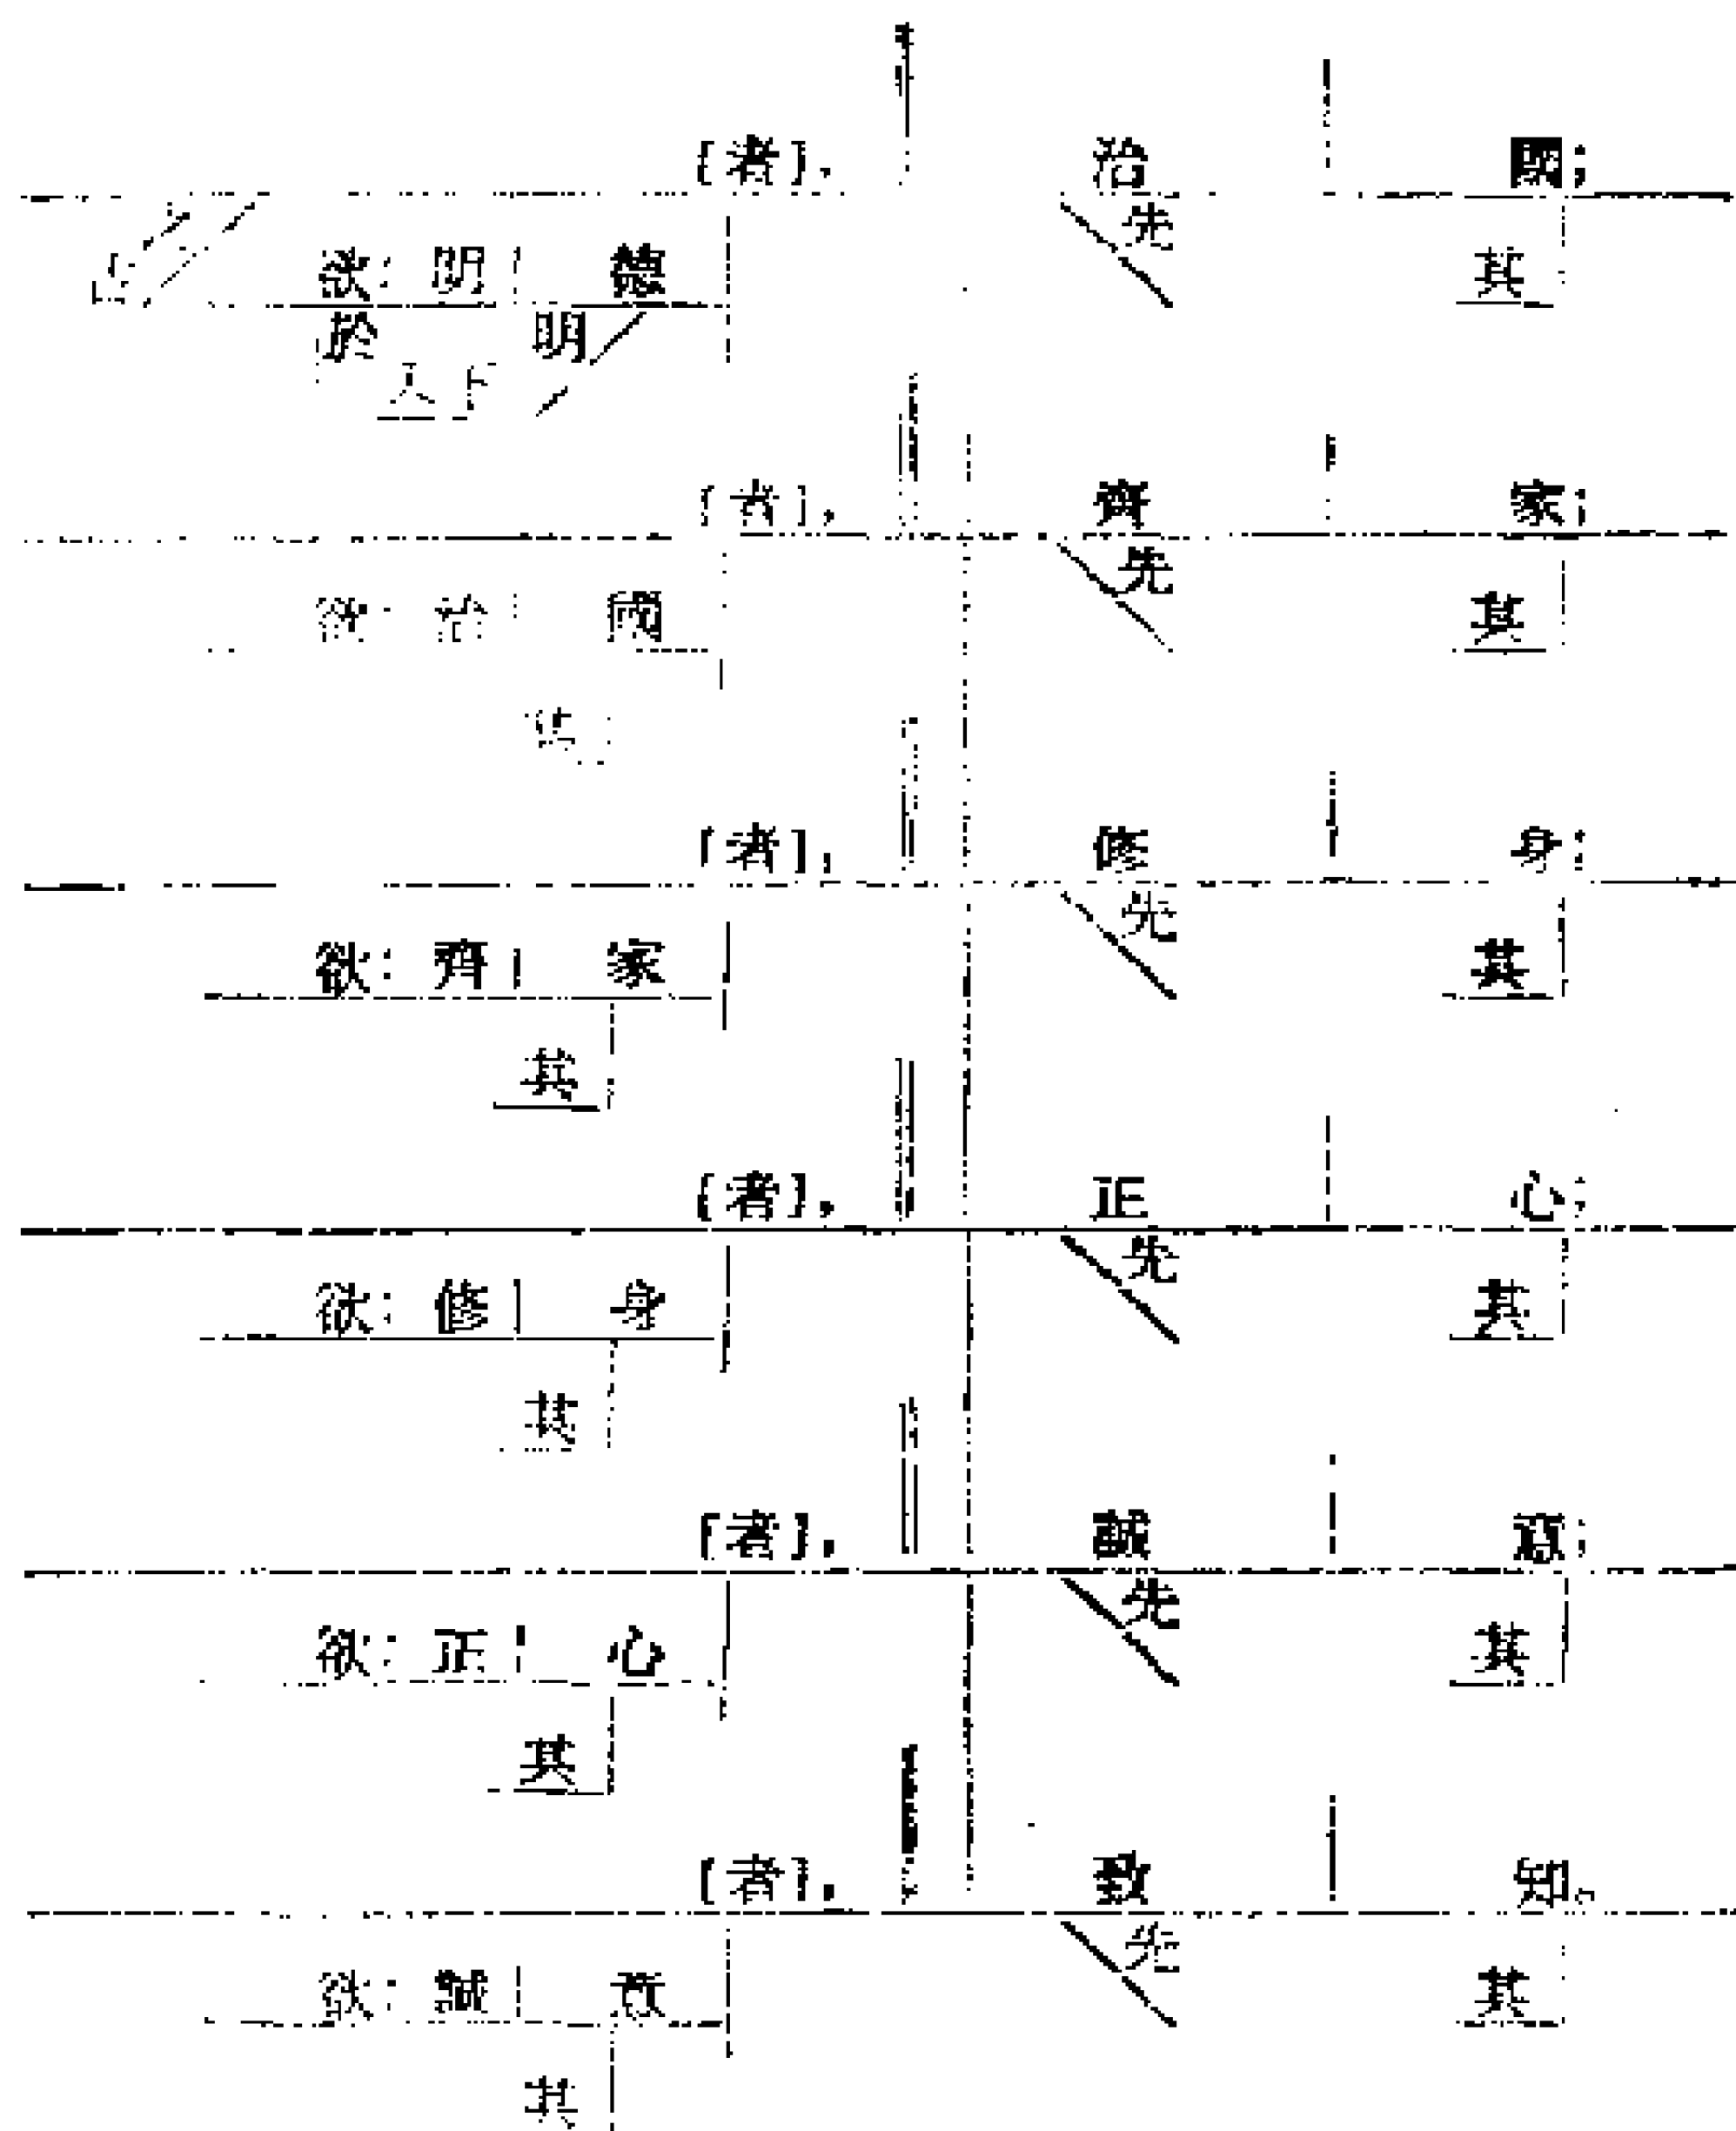 [者], 治 國;
先
欲 明 德 其
於 明
天下
[者], 齊 家;
先
欲 治 國 其
[者], 修 身;
先
欲 齊 家 其
其
[者], 正 心;
先
欲 修 身 其
其
[者], 誠 意;
先
欲 正 心 其
其
[者], 致 知。
先
欲 誠 意 其
其